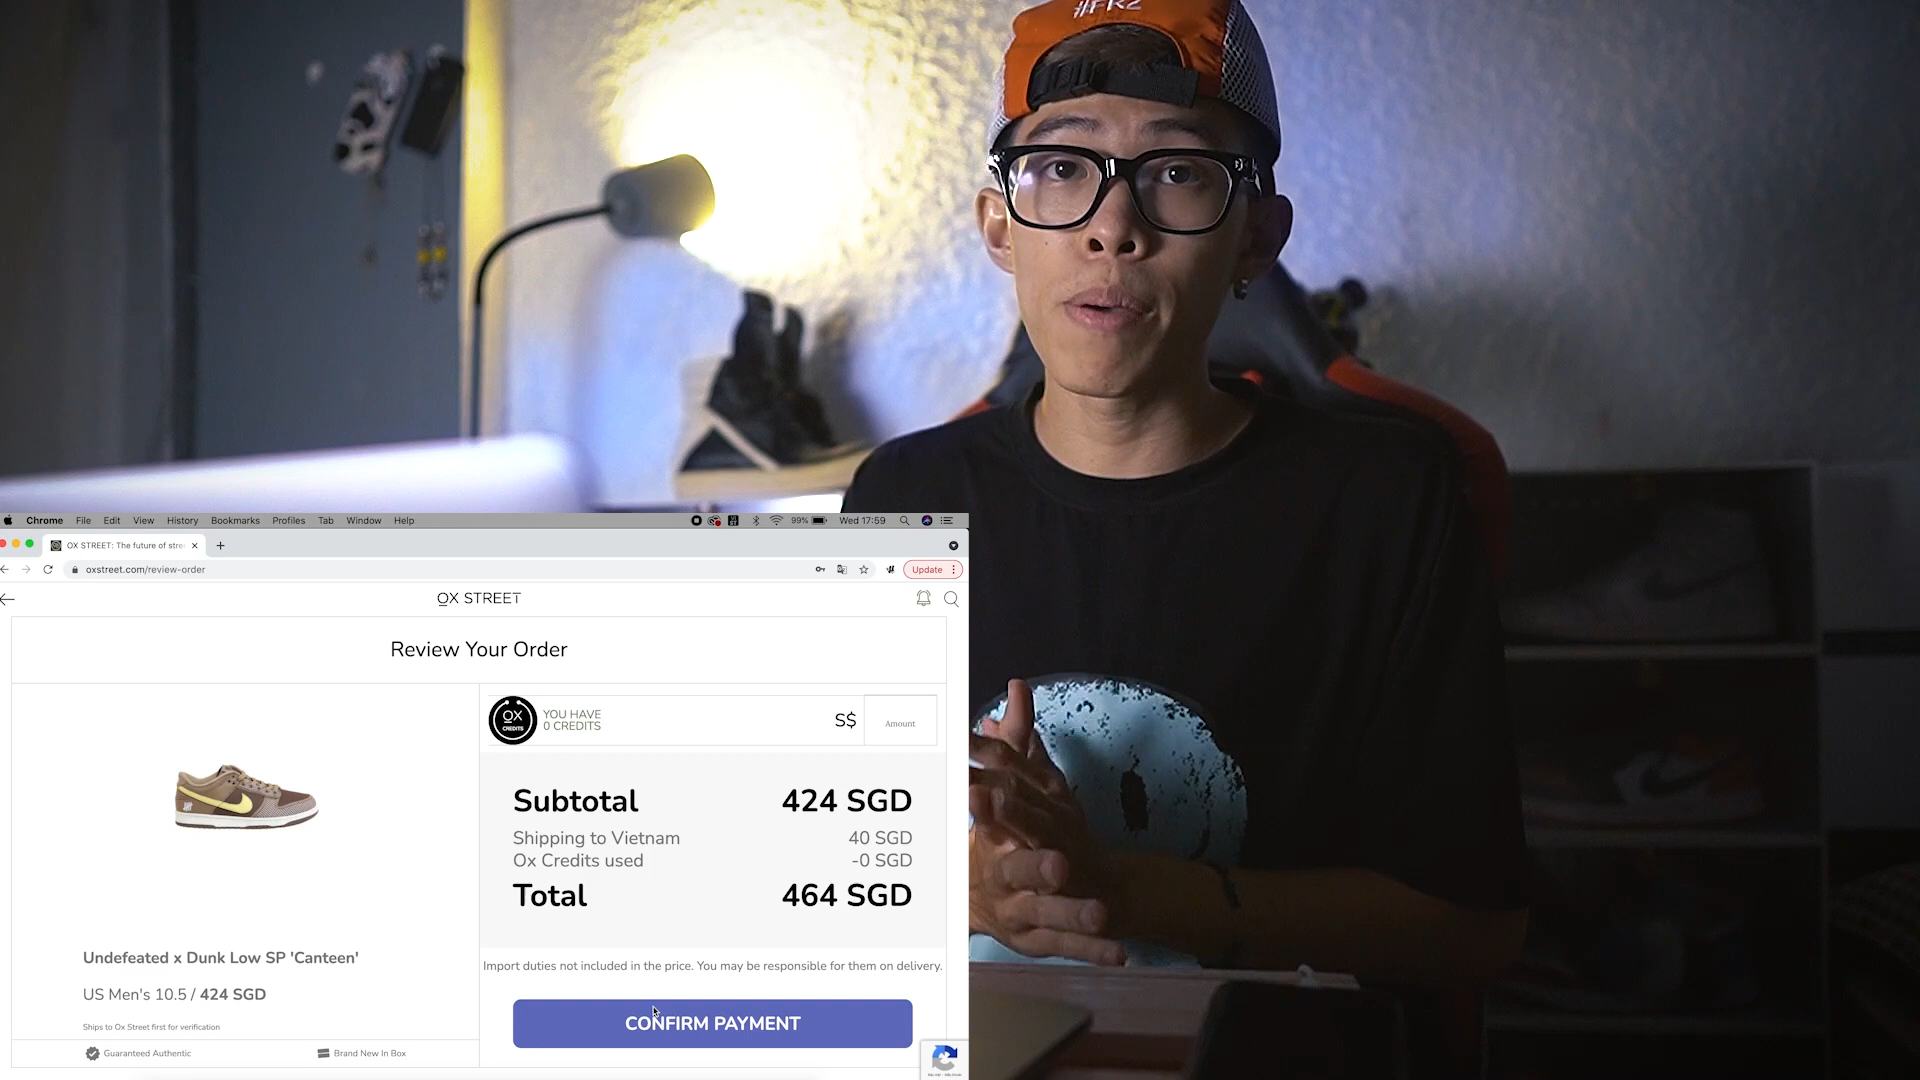 #FR2
Chrome File Edit View History Bookmarks Profiles Tab Window Help 99% Wed 17:59
OX STREET: The future of stre
oxstreet.com/review-order Update
OX STREET
Review Your Order
OX CREDITS
YOU HAVE
0 CREDITS
S$ Amount
Subtotal 424 SGD
Shipping to Vietnam 40 SGD
Ox Credits used -0 SGD
Total 464 SGD
Undefeated x Dunk Low SP 'Canteen'
US Men's 10.5 / 424 SGD
Ships to Ox Street first for verification
Guaranteed Authentic Brand New In Box
Import duties not included in the price. You may be responsible for them on delivery.
CONFIRM PAYMENT